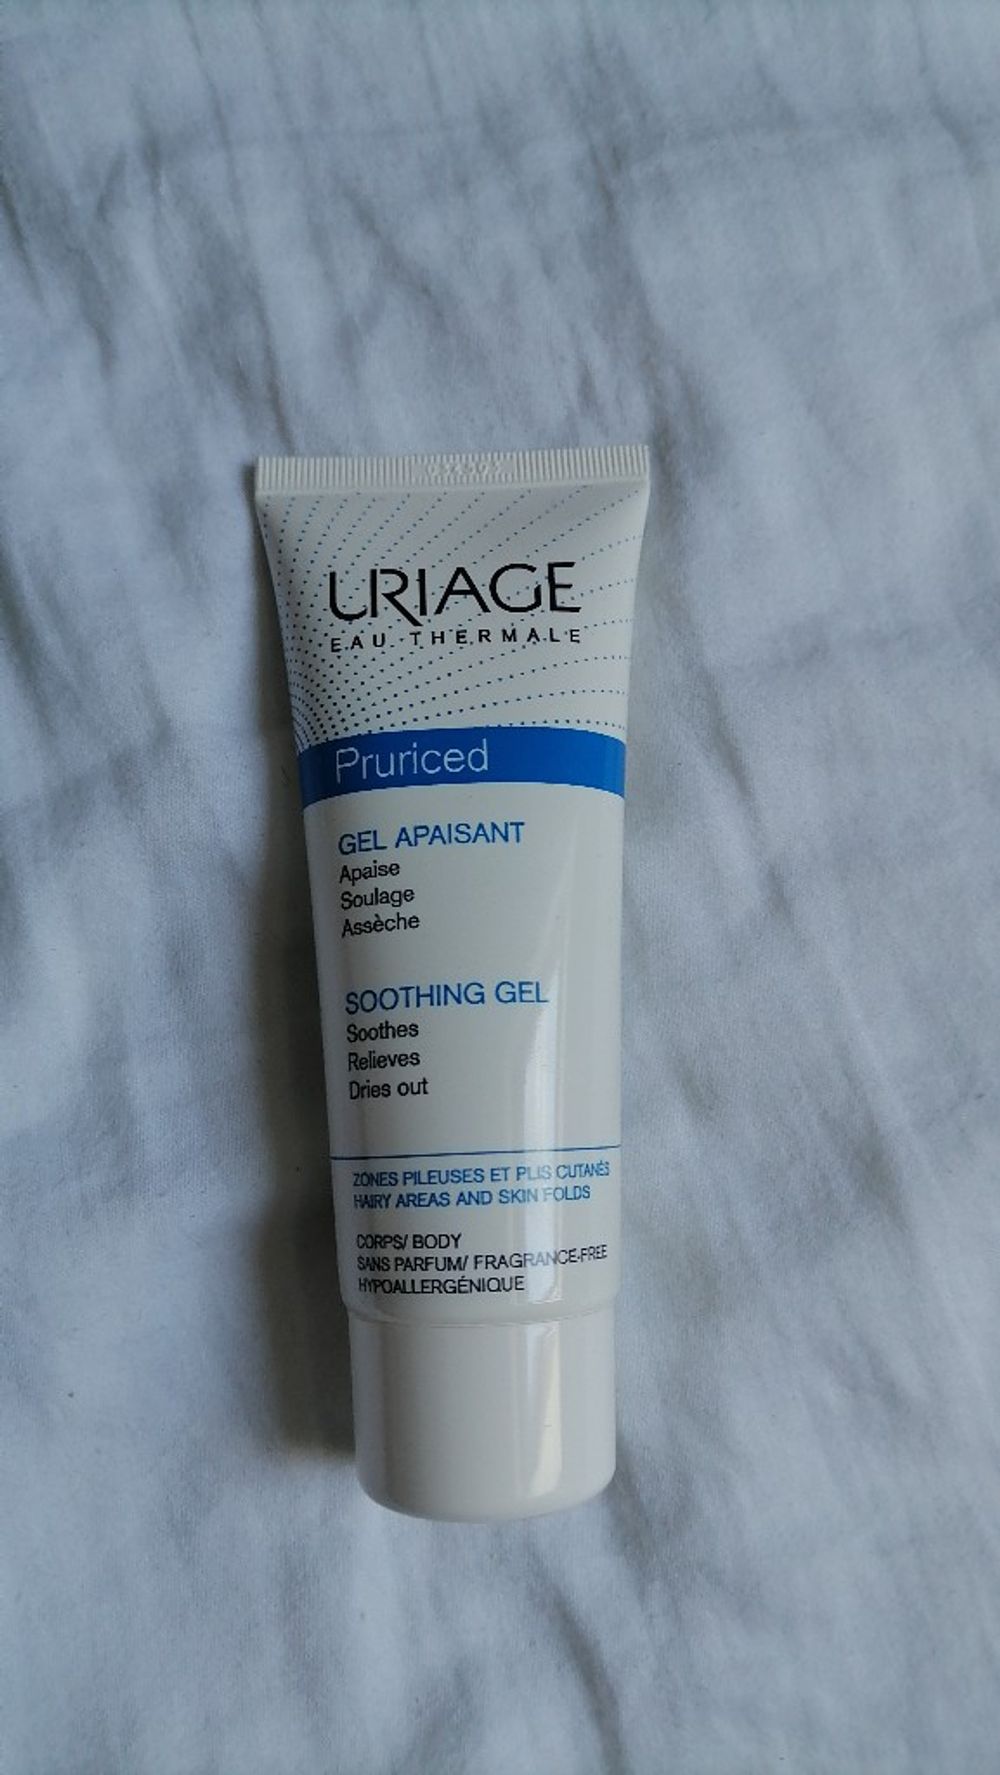 URIAGE
EAU THERMALE
Pruriced
GEL APAISANT
Apaise
Soulage
Assèche
SOOTHING GEL
Soothes
Relieves
Dries out
ZONES PILEUSES ET PLIS CUTANÉS
HAIRY AREAS AND SKIN FOLDS
CORPS/ BODY
SANS PARFUM/ FRAGRANCE-FREE
HYPOALLERGÉNIQUE